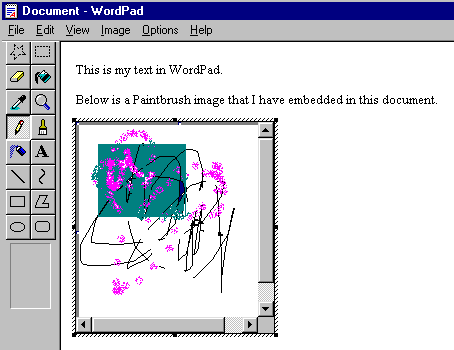 Document - WordPad
File Edit View Image Options Help
This is my text in WordPad.
A
Below is a Paintbrush image that I have embedded in this document.